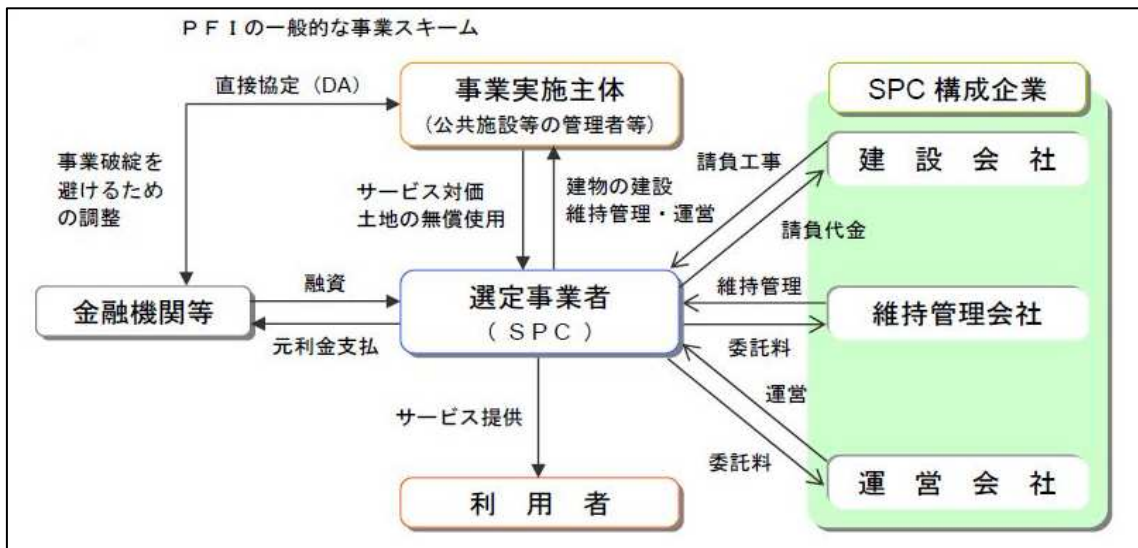 ＰＦＩの一般的な事業スキーム
直接協定（DA）
事業実施主体
（公共施設等の管理者等）
SPC 構成企業
事業破綻を
避けるため
の調整
サービス対価
土地の無償使用
建物の建設
維持管理・運営
請負工事
請負代金
建　設　会　社
金融機関等
融資
元利金支払
選定事業者
（ ＳＰＣ ）
維持管理
委託料
維持管理会社
サービス提供
運営
委託料
運　営　会　社
利　用　者